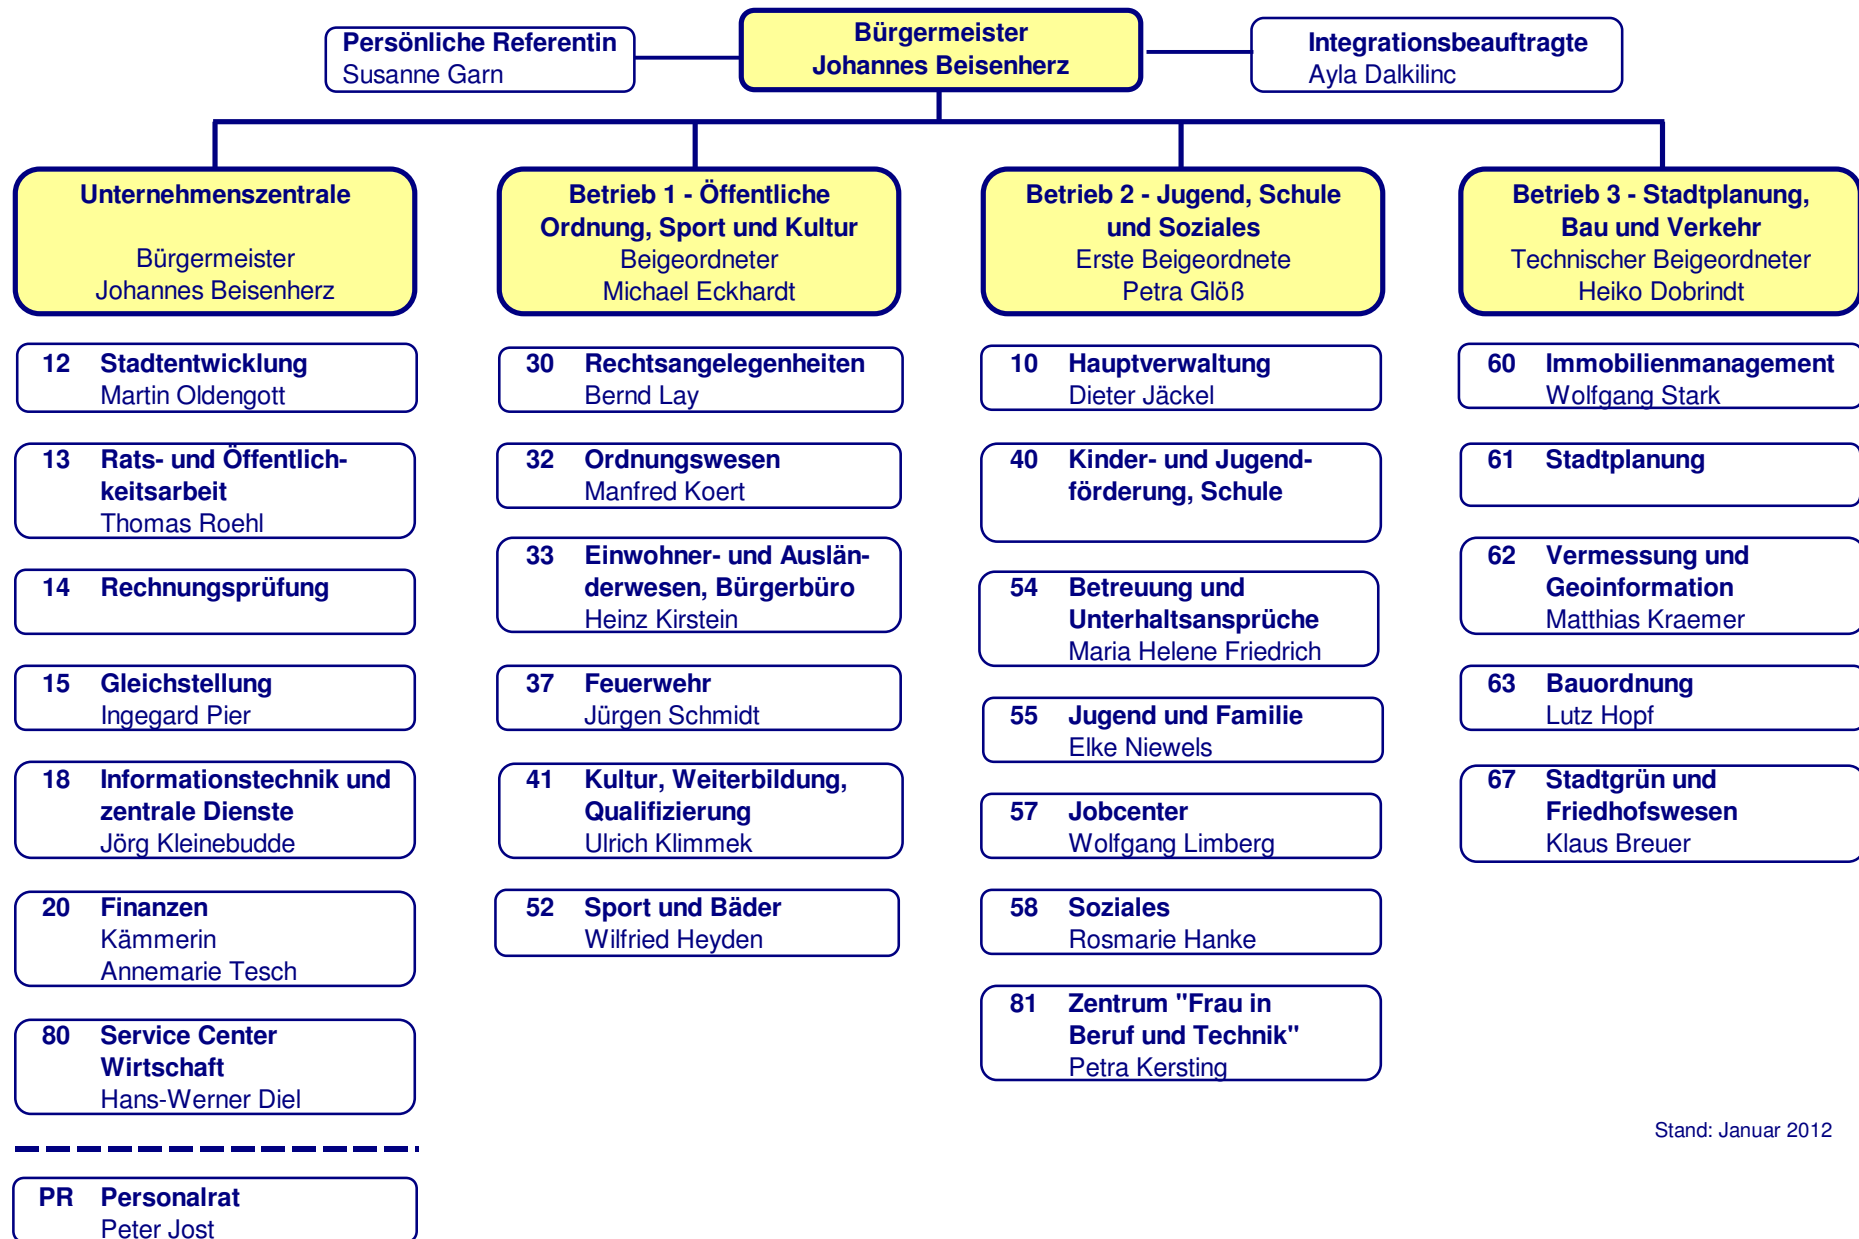 Persönliche Referentin
Susanne Garn
Bürgermeister
Johannes Beisenherz
Integrationsbeauftragte
Ayla Dalkilinc
Unternehmenszentrale
Bürgermeister
Johannes Beisenherz
12 Stadtentwicklung
Martin Oldengott
13 Rats- und Öffentlich-
keitsarbeit
Thomas Roehl
14 Rechnungsprüfung
15 Gleichstellung
Ingegard Pier
18 Informationstechnik und
zentrale Dienste
Jörg Kleinebudde
20 Finanzen
Kämmerin
Annemarie Tesch
80 Service Center
Wirtschaft
Hans-Werner Diel
PR Personalrat
Peter Jost
Betrieb 1 - Öffentliche
Ordnung, Sport und Kultur
Beigeordneter
Michael Eckhardt
30 Rechtsangelegenheiten
Bernd Lay
32 Ordnungswesen
Manfred Koert
33 Einwohner- und Auslän-
derwesen, Bürgerbüro
Heinz Kirstein
37 Feuerwehr
Jürgen Schmidt
41 Kultur, Weiterbildung,
Qualifizierung
Ulrich Klimmek
52 Sport und Bäder
Wilfried Heyden
Betrieb 2 - Jugend, Schule
und Soziales
Erste Beigeordnete
Petra Glöß
10 Hauptverwaltung
Dieter Jäckel
40 Kinder- und Jugend-
förderung, Schule
54 Betreuung und
Unterhaltsansprüche
Maria Helene Friedrich
55 Jugend und Familie
Elke Niewels
57 Jobcenter
Wolfgang Limberg
58 Soziales
Rosmarie Hanke
81 Zentrum "Frau in
Beruf und Technik"
Petra Kersting
Betrieb 3 - Stadtplanung,
Bau und Verkehr
Technischer Beigeordneter
Heiko Dobrindt
60 Immobilienmanagement
Wolfgang Stark
61 Stadtplanung
62 Vermessung und
Geoinformation
Matthias Kraemer
63 Bauordnung
Lutz Hopf
67 Stadtgrün und
Friedhofswesen
Klaus Breuer
Stand: Januar 2012